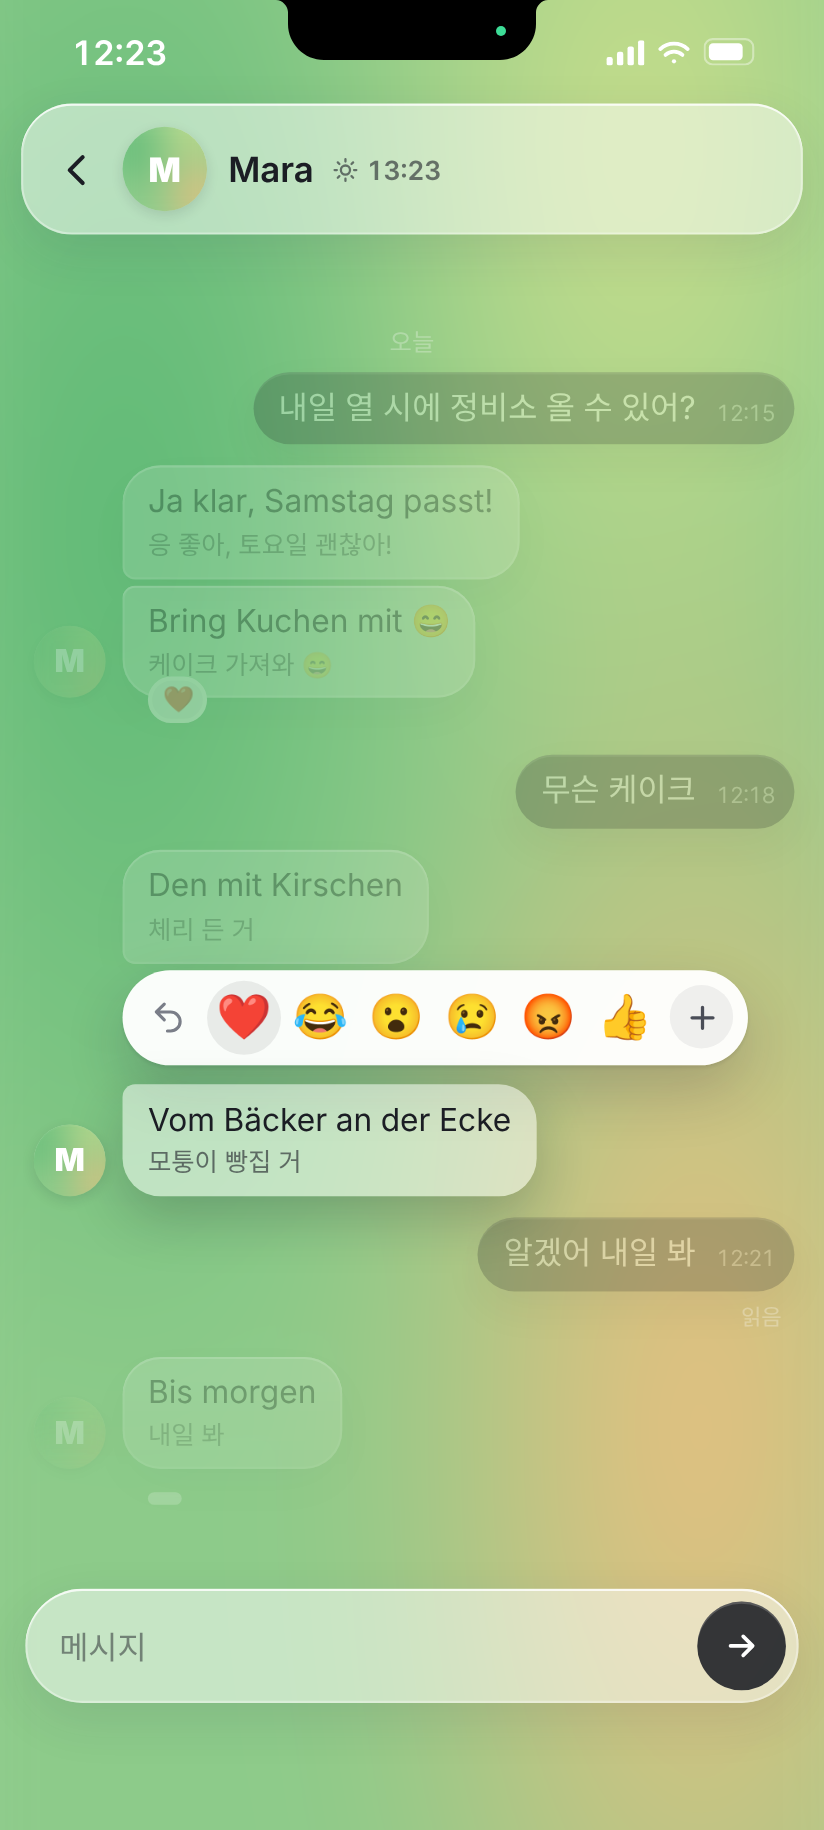 12:23
M
Mara 13:23
오늘
내일 열 시에 정비소 올 수 있어? 12:15
Ja klar, Samstag passt!
응 좋아, 토요일 괜찮아!
Bring Kuchen mit 😄
케이크 가져와 😄
M
❤️
무슨 케이크 12:18
Den mit Kirschen
체리 든 거
❤️ 😂 😮 😢 😡 👍 +
Vom Bäcker an der Ecke
모퉁이 빵집 거
M
알겠어 내일 봐 12:21
읽음
Bis morgen
내일 봐
M
메시지